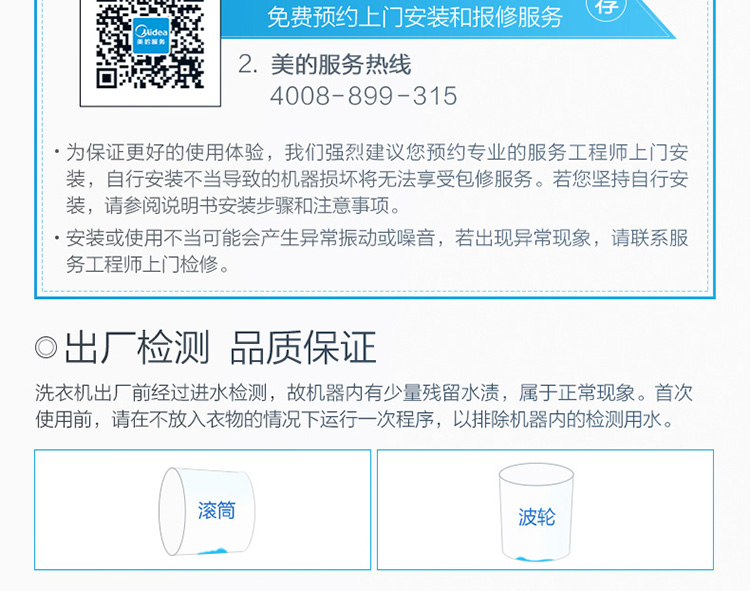 免费预约上门安装和报修服务
荐
Midea
美的服务
2. 美的服务热线
4008-899-315
·为保证更好的使用体验，我们强烈建议您预约专业的服务工程师上门安
装，自行安装不当导致的机器损坏将无法享受包修服务。若您坚持自行安
装，请参阅说明书安装步骤和注意事项。
·安装或使用不当可能会产生异常振动或噪音，若出现异常现象，请联系服
务工程师上门检修。
◎出厂检测 品质保证
洗衣机出厂前经过进水检测，故机器内有少量残留水渍，属于正常现象。首次
使用前，请在不放入衣物的情况下运行一次程序，以排除机器内的检测用水。
滚筒
波轮